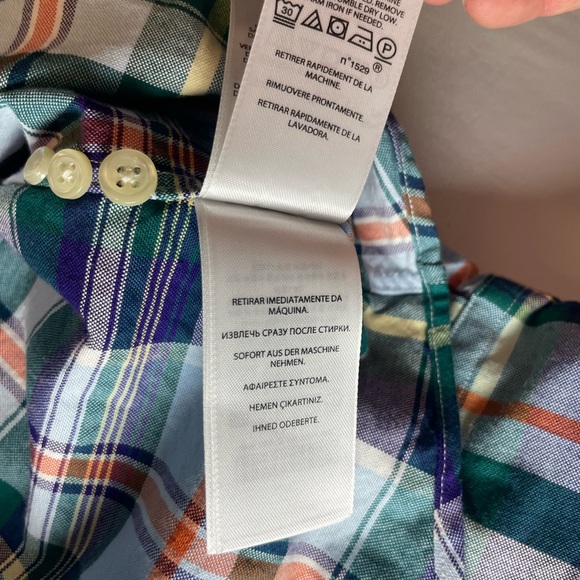 REMOVE
UMBLE DRY LOW.
IRON IF NEEDED.
30 P
n°1529 ®
RETIRER RAPIDEMENT DE LA
MACHINE.
RIMUOVERE PRONTAMENTE.
RETIRAR RÁPIDAMENTE DE LA
LAVADORA.
RETIRAR IMEDIATAMENTE DA
MÁQUINA.
ИЗВЛЕЧЬ СРАЗУ ПОСЛЕ СТИРКИ.
SOFORT AUS DER MASCHINE
NEHMEN.
ΑΦΑΙΡΕΣΤΕ ΣΥΝΤΟΜΑ.
HEMEN ÇIKARTINIZ.
IHNED ODEBERTE.